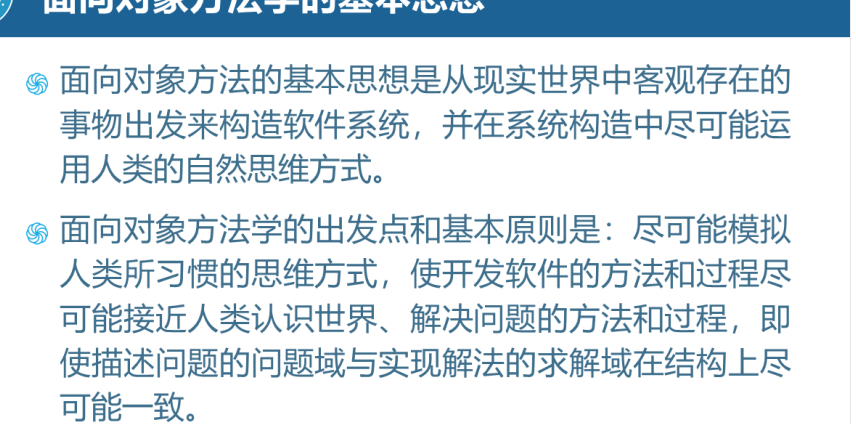 面向对象方法学的基本思想
面向对象方法的基本思想是从现实世界中客观存在的
事物出发来构造软件系统，并在系统构造中尽可能运
用人类的自然思维方式。
面向对象方法学的出发点和基本原则是：尽可能模拟
人类所习惯的思维方式，使开发软件的方法和过程尽
可能接近人类认识世界、解决问题的方法和过程，即
使描述问题的问题域与实现解法的求解域在结构上尽
可能一致。